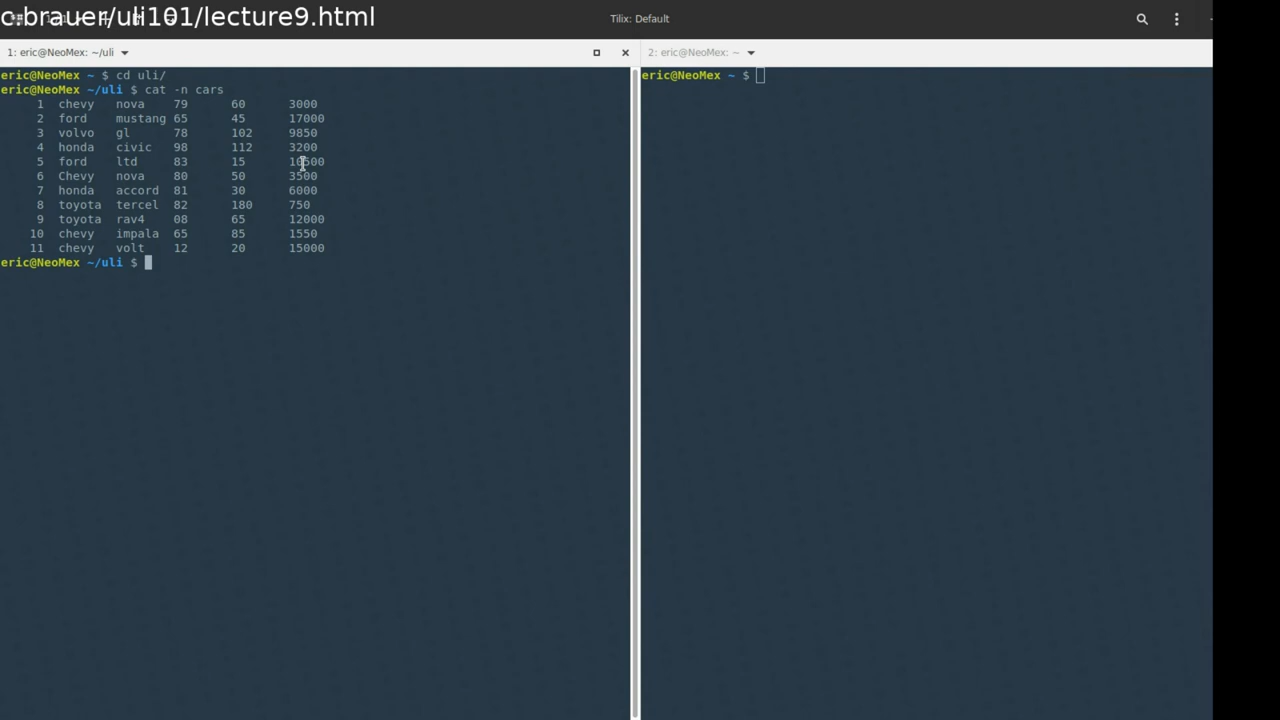 c.brauer/uli101/lecture9.html
Tilix: Default
1: eric@NeoMex: ~/uli
2: eric@NeoMex: ~
eric@NeoMex ~ $ cd uli/
eric@NeoMex ~/uli $ cat -n cars
1 chevy nova 79 60 3000
2 ford mustang 65 45 17000
3 volvo gl 78 102 9850
4 honda civic 98 112 3200
5 ford ltd 83 15 10500
6 Chevy nova 80 50 3500
7 honda accord 81 30 6000
8 toyota tercel 82 180 750
9 toyota rav4 08 65 12000
10 chevy impala 65 85 1550
11 chevy volt 12 20 15000
eric@NeoMex ~/uli $
eric@NeoMex ~ $